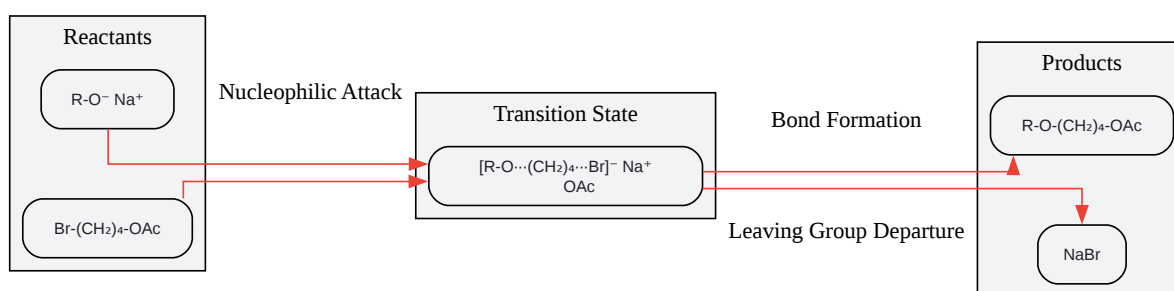 Reactants
R-O⁻ Na⁺
Br-(CH₂)₄-OAc
Nucleophilic Attack
Transition State
[R-O···(CH₂)₄···Br]⁻ Na⁺
OAc
Bond Formation
Leaving Group Departure
Products
R-O-(CH₂)₄-OAc
NaBr